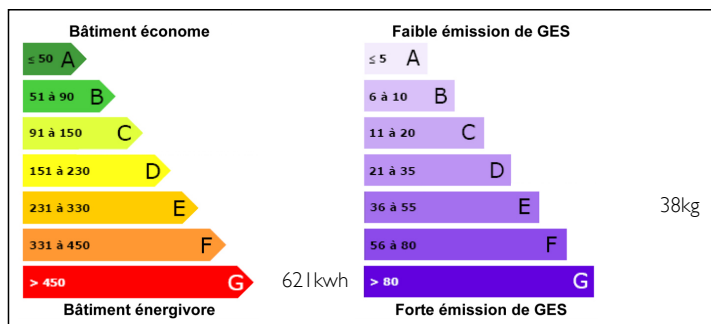 Bâtiment économe
≤ 50 A
51 à 90 B
91 à 150 C
151 à 230 D
231 à 330 E
331 à 450 F
> 450 G
621kwh
Bâtiment énergivore
Faible émission de GES
≤ 5 A
6 à 10 B
11 à 20 C
21 à 35 D
36 à 55 E
38kg
56 à 80 F
> 80 G
Forte émission de GES